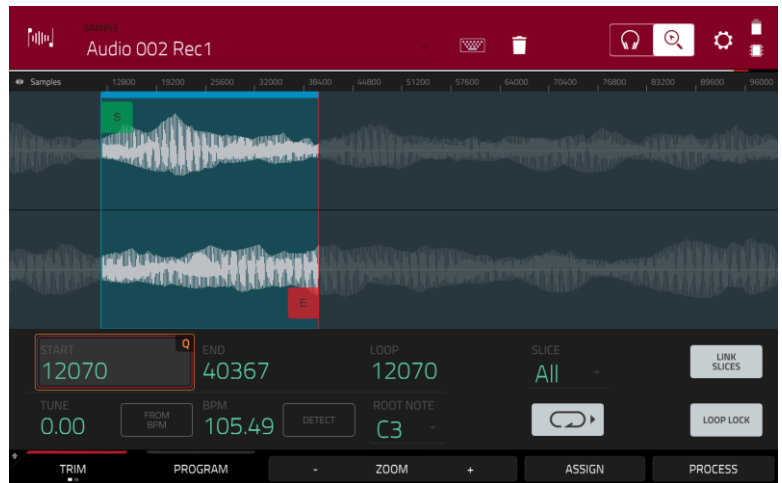 SAMPLE
Audio 002 Rec1
Samples 12800 19200 25600 32000 38400 44800 51200 57600 64000 70400 76800 83200 89600 96000
S
E
START Q END LOOP SLICE LINK SLICES
12070 40367 12070 All
TUNE FROM BPM BPM DETECT ROOT NOTE LOOP LOCK
0.00 105.49 C3
TRIM PROGRAM - ZOOM + ASSIGN PROCESS